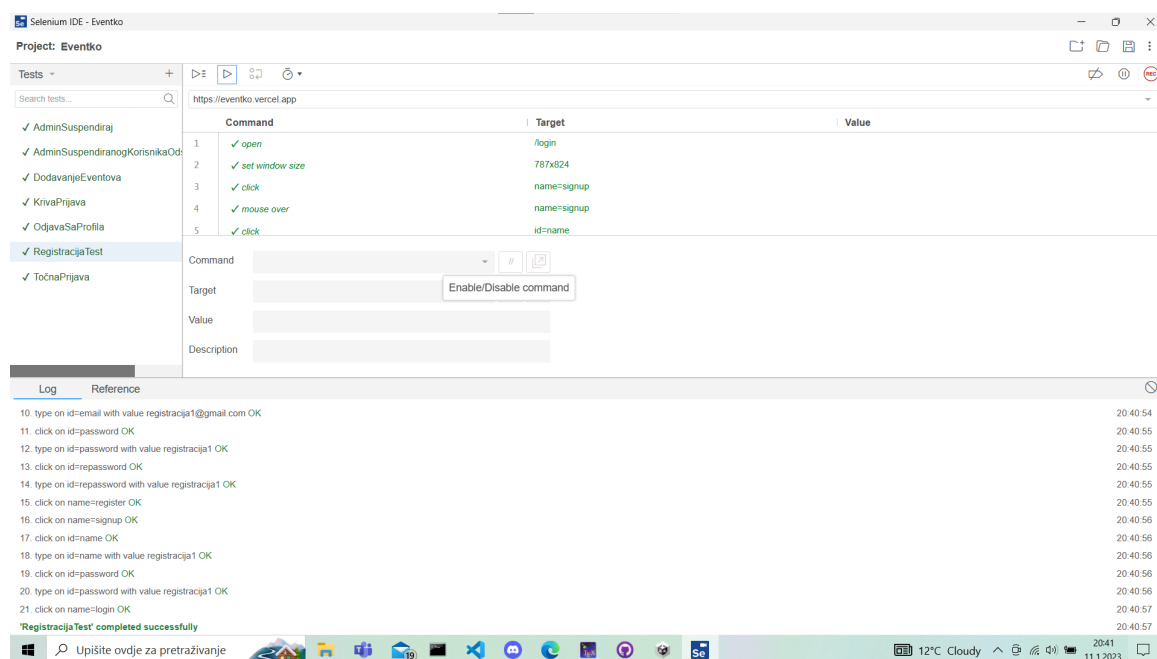 Selenium IDE - Eventko
Project: Eventko
Tests
Search tests...
https://eventko.vercel.app
REC
✓ AdminSuspendiraj
✓ AdminSuspendiranogKorisnikaOd
✓ DodavanjeEventova
✓ KrivaPrijava
✓ OdjavaSaProfila
✓ RegistracijaTest
✓ TočnaPrijava
Command Target Value
1 ✓ open /login
2 ✓ set window size 787x824
3 ✓ click name=signup
4 ✓ mouse over name=signup
5 ✓ click id=name
Command //
Enable/Disable command
Target
Value
Description
Log Reference
10. type on id=email with value registracija1@gmail.com OK 20:40:54
11. click on id=password OK 20:40:55
12. type on id=password with value registracija1 OK 20:40:55
13. click on id=repassword OK 20:40:55
14. type on id=repassword with value registracija1 OK 20:40:55
15. click on name=register OK 20:40:55
16. click on name=signup OK 20:40:56
17. click on id=name OK 20:40:56
18. type on id=name with value registracija1 OK 20:40:56
19. click on id=password OK 20:40:56
20. type on id=password with value registracija1 OK 20:40:56
21. click on name=login OK 20:40:57
'RegistracijaTest' completed successfully 20:40:57
Upišite ovdje za pretraživanje
19
Se
12°C Cloudy
20:41
11.1.2023